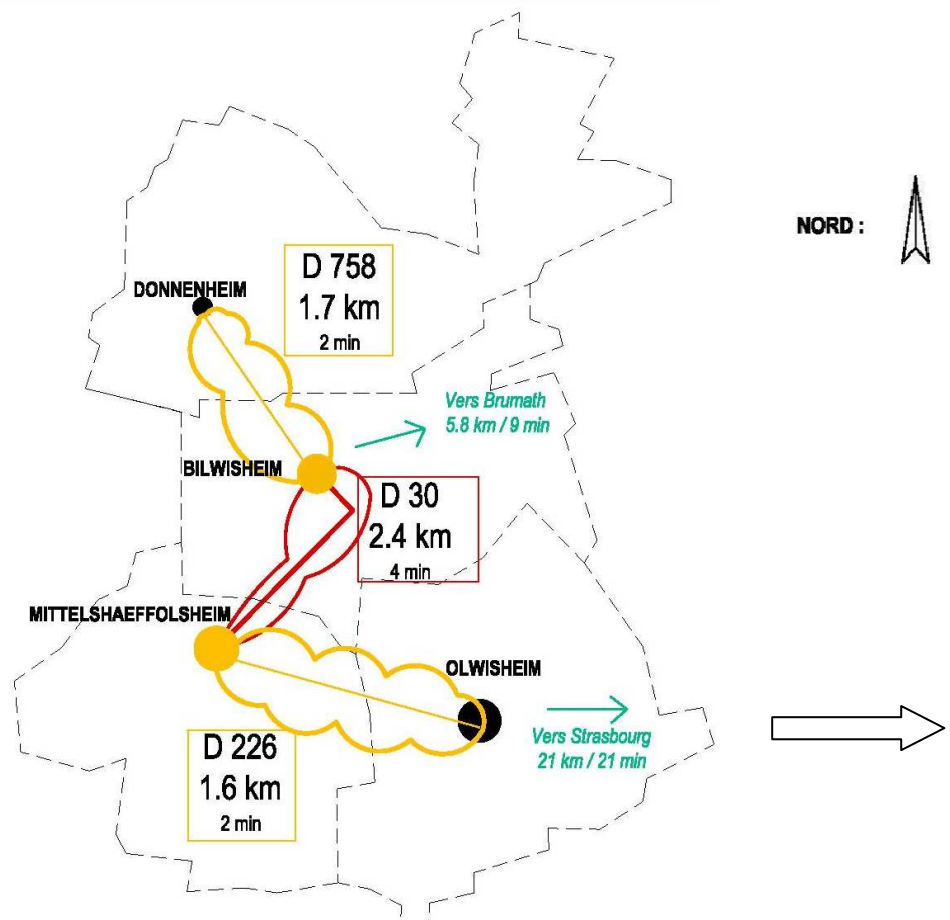 NORD :
D 758
1.7 km
2 min
DONNENHEIM
Vers Brumath
5.8 km / 9 min
BILWISHEIM
D 30
2.4 km
4 min
MITTELSHAEFFOLSHEIM
OLWISHEIM
Vers Strasbourg
21 km / 21 min
D 226
1.6 km
2 min